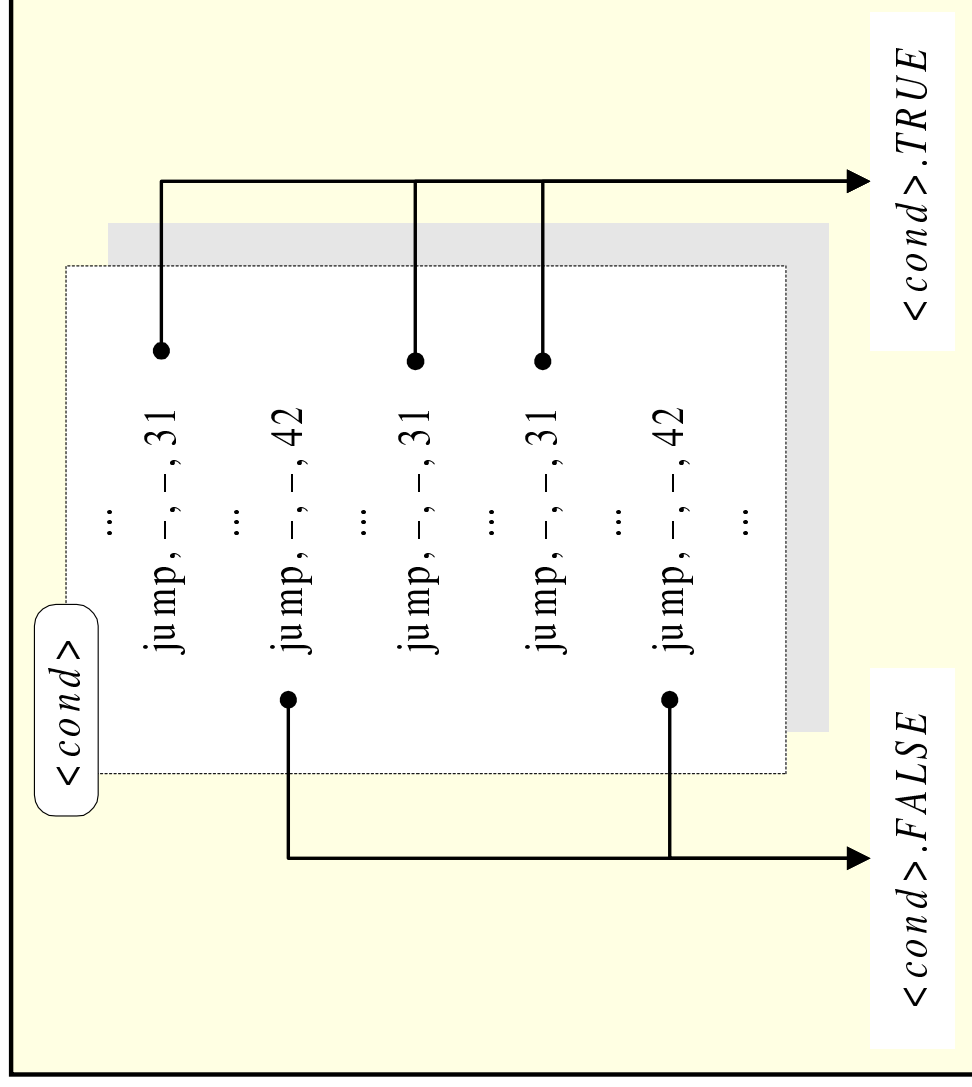 <cond>
...
jump, –, –, 31
...
jump, –, –, 42
...
jump, –, –, 31
...
jump, –, –, 31
...
jump, –, –, 42
...
<cond>.FALSE
<cond>.TRUE